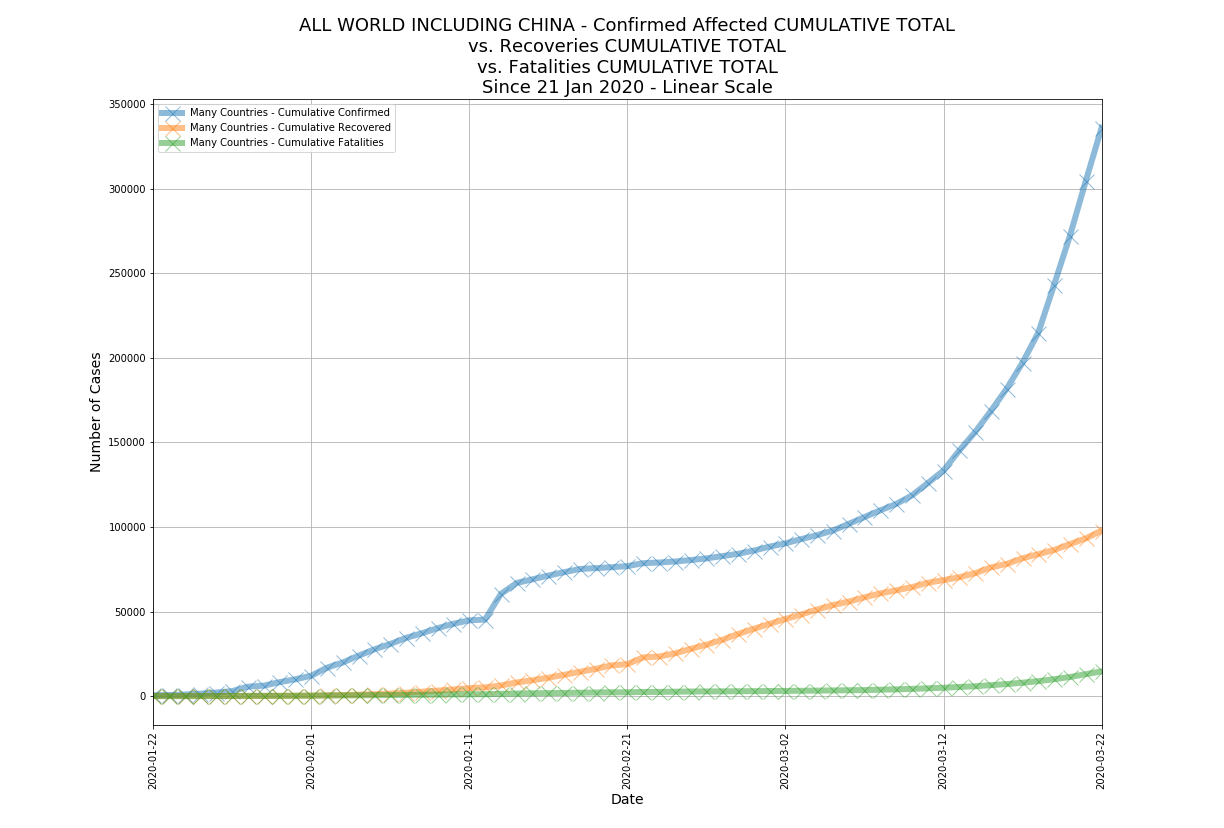 ALL WORLD INCLUDING CHINA - Confirmed Affected CUMULATIVE TOTAL
vs. Recoveries CUMULATIVE TOTAL
vs. Fatalities CUMULATIVE TOTAL
Since 21 Jan 2020 - Linear Scale
Many Countries - Cumulative Confirmed
Many Countries - Cumulative Recovered
Many Countries - Cumulative Fatalities
350000
300000
250000
200000
150000
100000
50000
0
Number of Cases
2020-01-22
2020-02-01
2020-02-11
2020-02-21
2020-03-02
2020-03-12
2020-03-22
Date